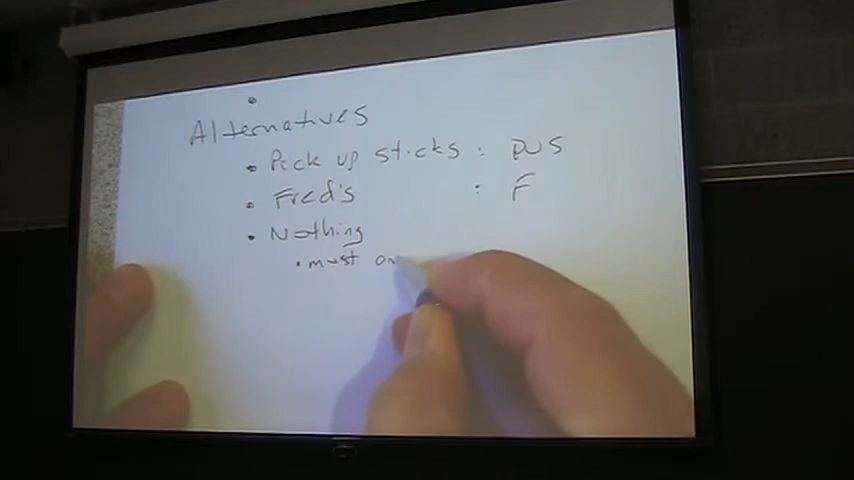 Alternatives
• Pick up sticks : PUS
• Fred's : F
• Nothing
• must